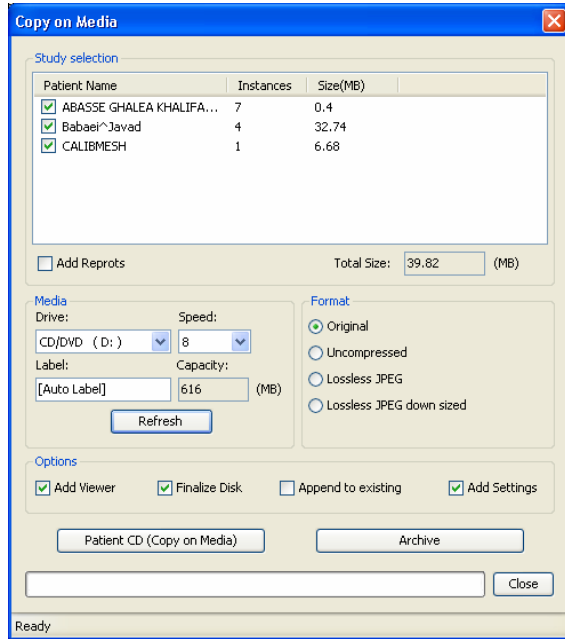 Copy on Media
Study selection
Patient Name Instances Size(MB)
ABASSE GHALEA KHALIFA... 7 0.4
Babaei^Javad 4 32.74
CALIBMESH 1 6.68
Add Reprots Total Size: 39.82 (MB)
Media
Drive: Speed:
CD/DVD ( D: ) 8
Label: Capacity:
[Auto Label] 616 (MB)
Refresh
Format
Original
Uncompressed
Lossless JPEG
Lossless JPEG down sized
Options
Add Viewer Finalize Disk Append to existing Add Settings
Patient CD (Copy on Media) Archive
Close
Ready